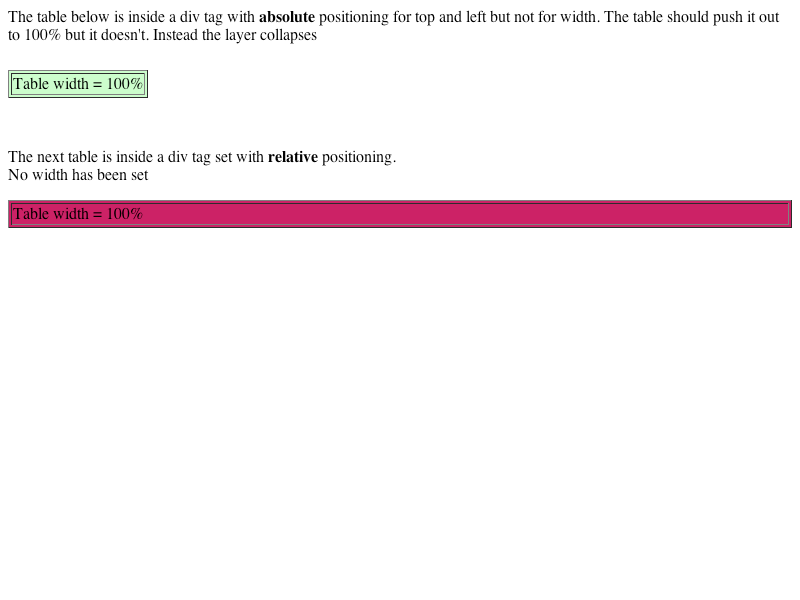 The table below is inside a div tag with absolute positioning for top and left but not for width. The table should push it out
to 100% but it doesn't. Instead the layer collapses
Table width = 100%
The next table is inside a div tag set with relative positioning.
No width has been set
Table width = 100%